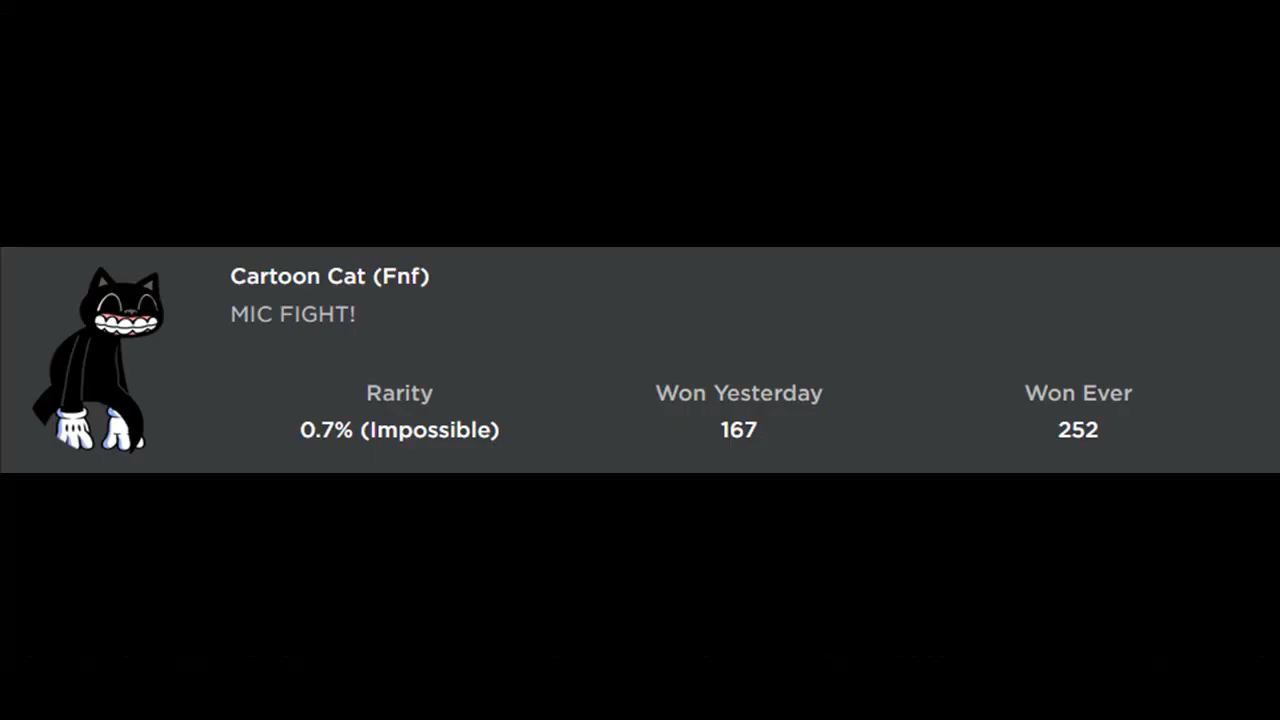 Cartoon Cat (Fnf)
MIC FIGHT!
Rarity Won Yesterday Won Ever
0.7% (Impossible) 167 252